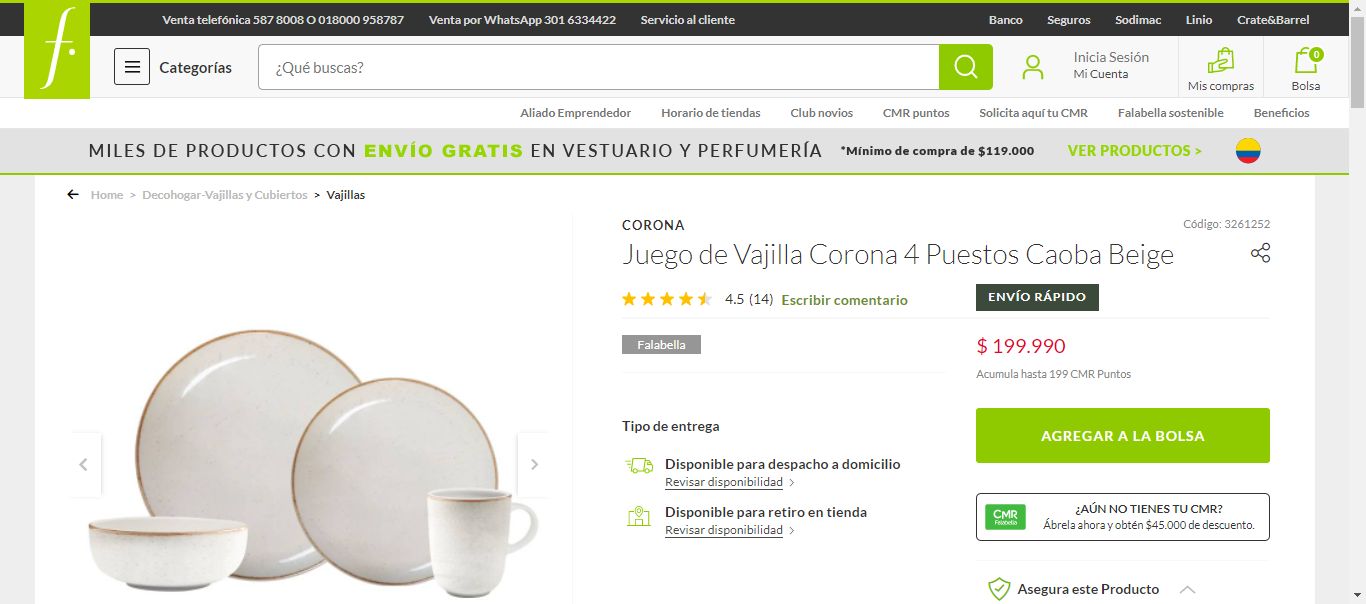 Venta telefónica 587 8008 O 018000 958787 Venta por WhatsApp 301 6334422 Servicio al cliente Banco Seguros Sodimac Linio Crate&Barrel
f.
Categorías ¿Qué buscas? Inicia Sesión
Mi Cuenta
Mis compras
0
Bolsa
Aliado Emprendedor Horario de tiendas Club novios CMR puntos Solicita aquí tu CMR Falabella sostenible Beneficios
MILES DE PRODUCTOS CON ENVÍO GRATIS EN VESTUARIO Y PERFUMERÍA *Mínimo de compra de $119.000 VER PRODUCTOS >
Home > Decohogar-Vajillas y Cubiertos > Vajillas
CORONA
Código: 3261252
Juego de Vajilla Corona 4 Puestos Caoba Beige
4.5 (14) Escribir comentario
ENVÍO RÁPIDO
Falabella
$ 199.990
Acumula hasta 199 CMR Puntos
Tipo de entrega
AGREGAR A LA BOLSA
Disponible para despacho a domicilio
Revisar disponibilidad >
Disponible para retiro en tienda
Revisar disponibilidad >
CMR
Falabella
¿AÚN NO TIENES TU CMR?
Ábrela ahora y obtén $45.000 de descuento.
Asegura este Producto